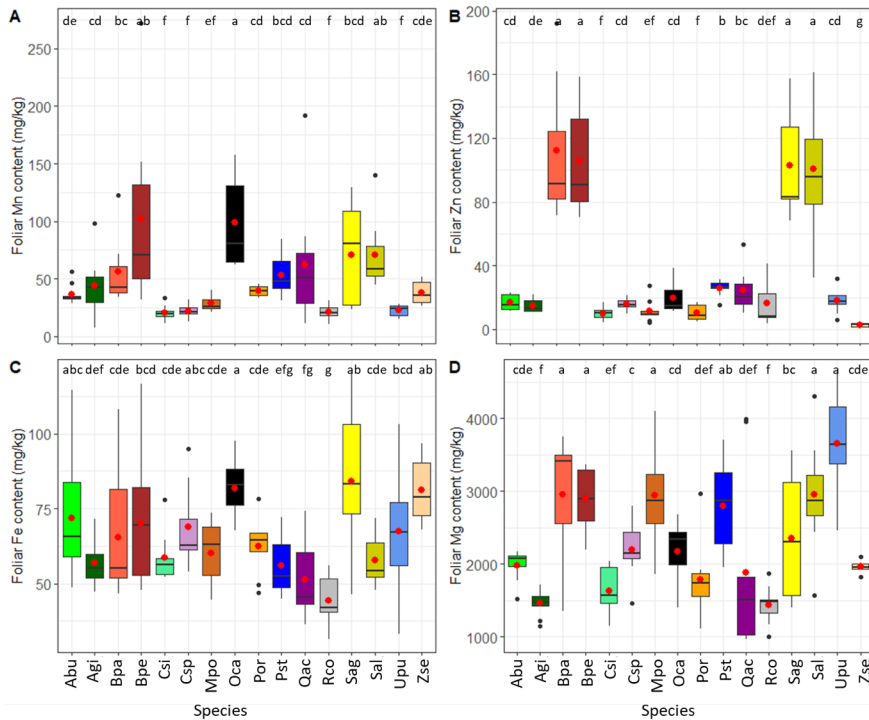 A de cd bc ab f f ef a cd bcd bcd f bcd ab f cde
Foliar Mn content (mg/kg)
250
200
150
100
50
0
B cd de a a f cd ef cd f b bc def a a cd g
Foliar Zn content (mg/kg)
200
160
120
80
40
20
0
C abc def cde bcd cde abc cde a cde efg fg g ab cde bcd ab
Foliar Fe content (mg/kg)
100
75
50
D cde f a a ef c a cd def ab def f bc a a cde
Foliar Mg content (mg/kg)
4000
3000
2000
1000
Abu Agi Bpa Bpe Csi Csp Mpo Oca Por Pst Qac Rco Sag Sal Upu Zse
Species
Abu Agi Bpa Bpe Csi Csp Mpo Oca Por Pst Qac Rco Sag Sal Upu Zse
Species